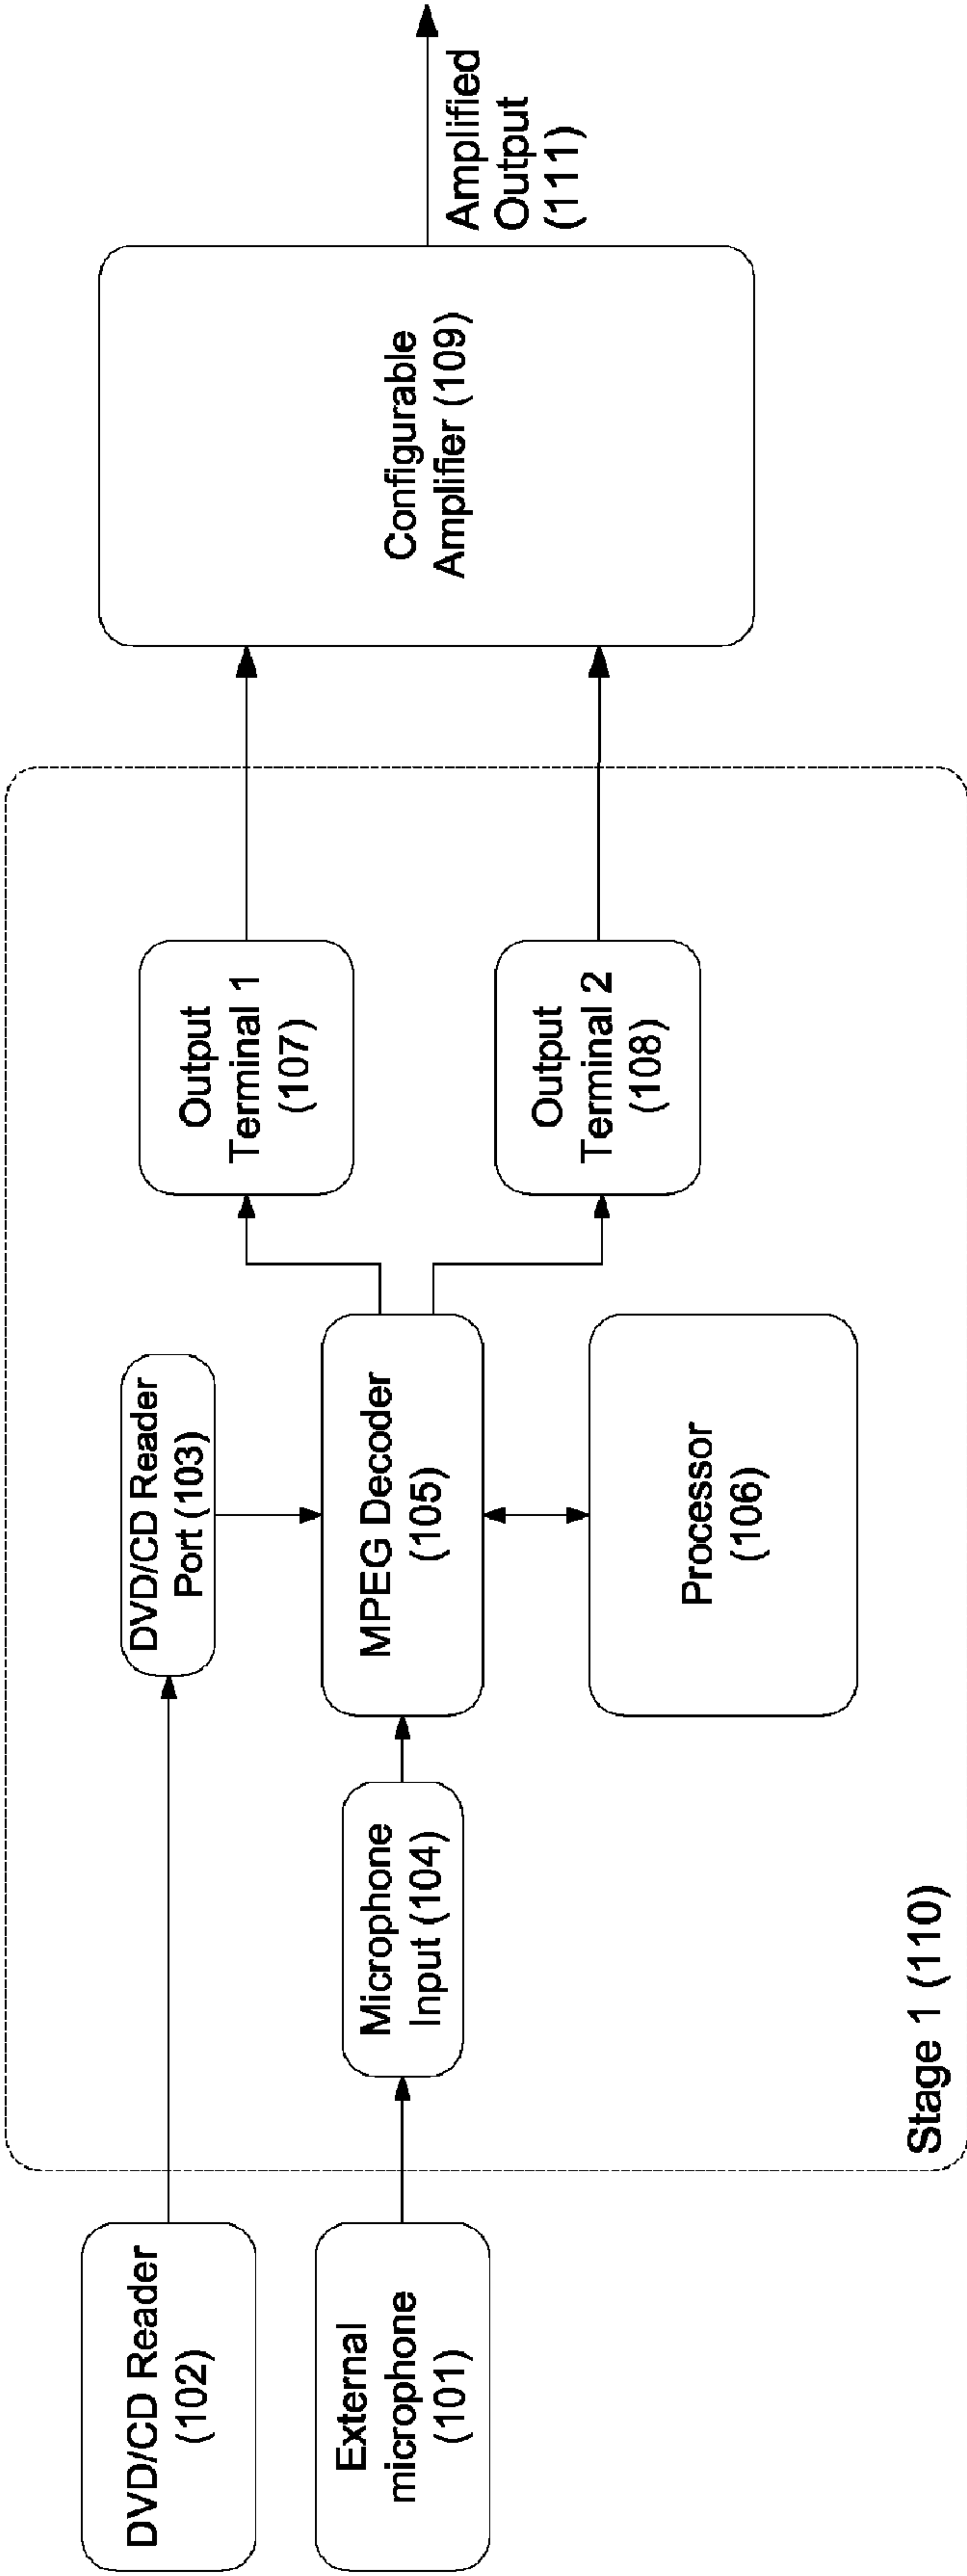 DVD/CD Reader
(102)
External
microphone
(101)
DVD/CD Reader
Port (103)
Microphone
Input (104)
MPEG Decoder
(105)
Processor
(106)
Output
Terminal 1
(107)
Output
Terminal 2
(108)
Stage 1 (110)
Configurable
Amplifier (109)
Amplified
Output
(111)